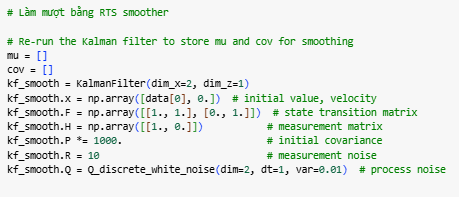 # Làm mượt bằng RTS smoother
# Re-run the Kalman filter to store mu and cov for smoothing
mu = []
cov = []
kf_smooth = KalmanFilter(dim_x=2, dim_z=1)
kf_smooth.x = np.array([data[0], 0.])  # initial value, velocity
kf_smooth.F = np.array([[1., 1.], [0., 1.]])  # state transition matrix
kf_smooth.H = np.array([[1., 0.]])           # measurement matrix
kf_smooth.P *= 1000.                         # initial covariance
kf_smooth.R = 10                             # measurement noise
kf_smooth.Q = Q_discrete_white_noise(dim=2, dt=1, var=0.01)  # process noise